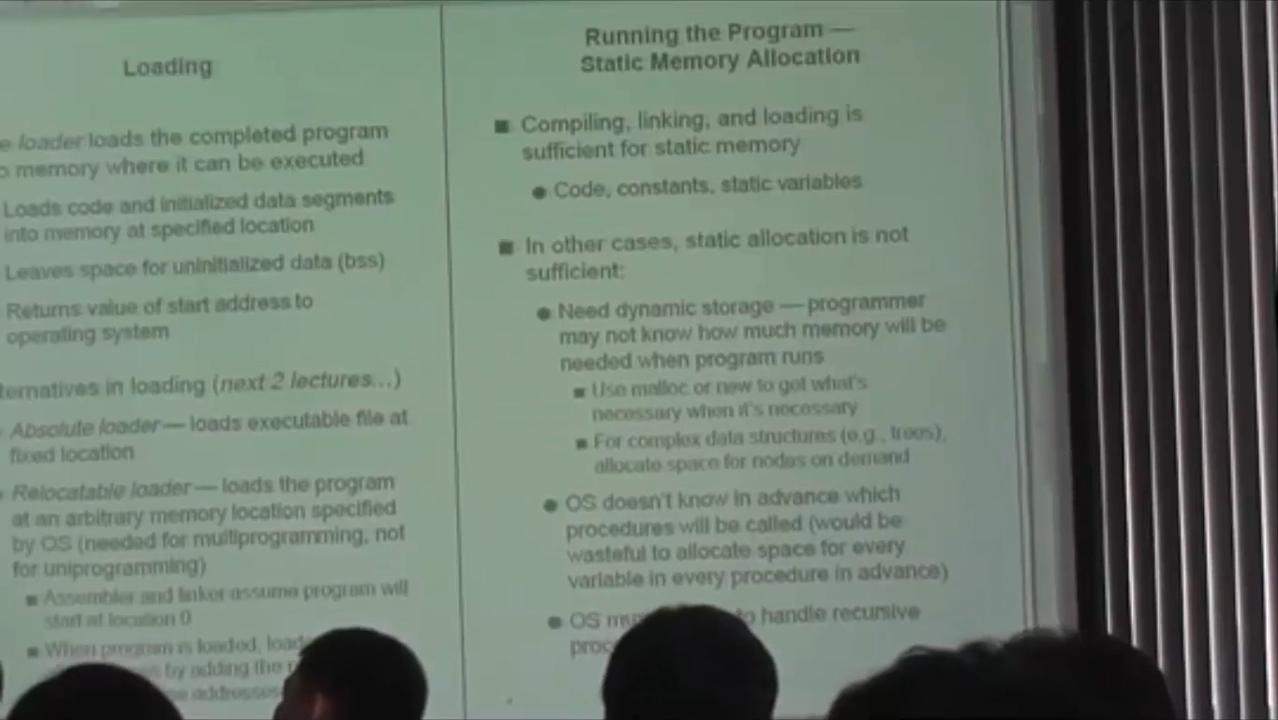 Loading
loader loads the completed program
memory where it can be executed
Loads code and initialized data segments
into memory at specified location
Leaves space for uninitialized data (bss)
Returns value of start address to
operating system
in loading (next 2 lectures...)
Absolute loader — loads executable file at
fixed location
Relocatable loader — loads the program
at an arbitrary memory location specified
by OS (needed for multiprogramming, not
for uniprogramming)
■ Assembler and linker assume program will
start at location 0
■ When program is loaded,
by adding the
addresses
Running the Program —
Static Memory Allocation
■ Compiling, linking, and loading is
sufficient for static memory
● Code, constants, static variables
■ In other cases, static allocation is not
sufficient:
● Need dynamic storage — programmer
may not know how much memory will be
needed when program runs
■ Use malloc or new to get what's
necessary when it's necessary
■ For complex data structures (e.g., trees),
allocate space for nodes on demand
● OS doesn't know in advance which
procedures will be called (would be
wasteful to allocate space for every
variable in every procedure in advance)
● OS handle recursive